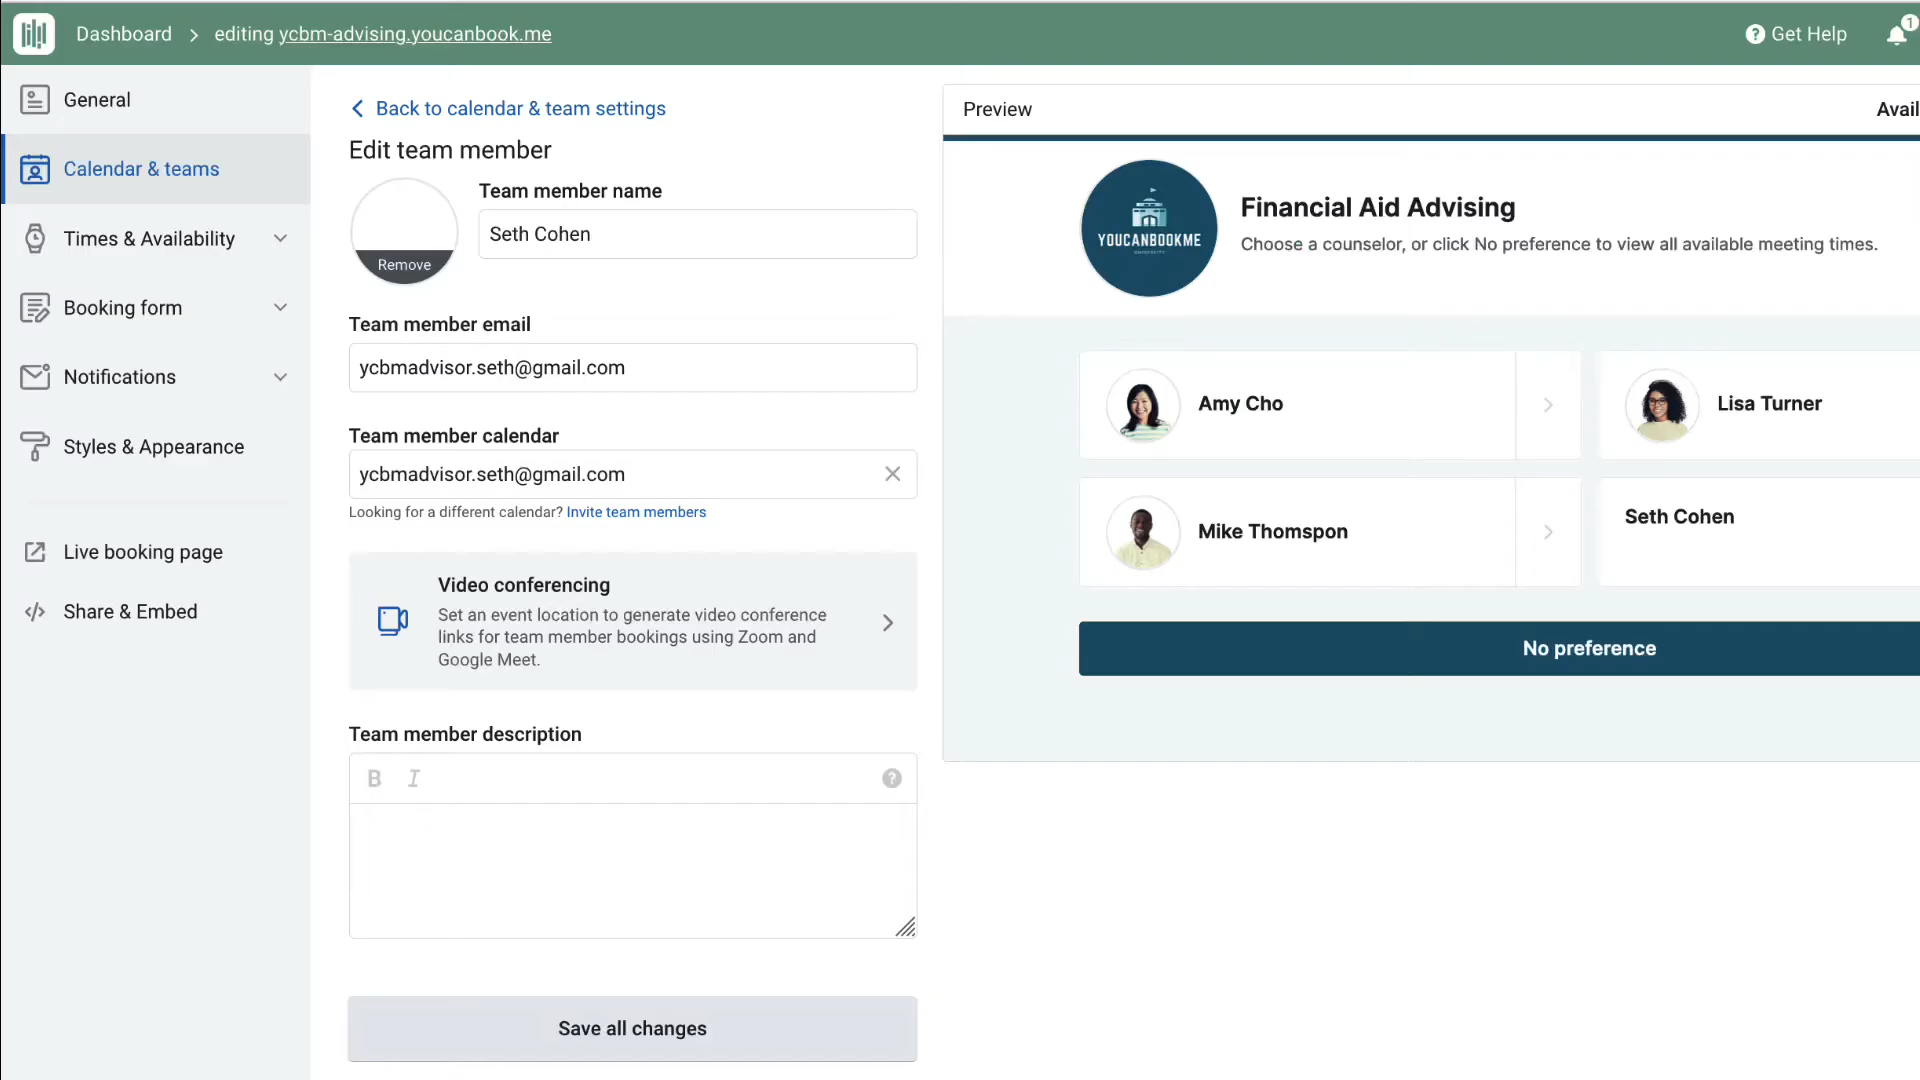 Dashboard > editing ycbm-advising.youcanbook.me
Get Help
1
General
Calendar & teams
Times & Availability
Booking form
Notifications
Styles & Appearance
Live booking page
Share & Embed
Back to calendar & team settings
Edit team member
Remove
Team member name
Seth Cohen
Team member email
ycbmadvisor.seth@gmail.com
Team member calendar
ycbmadvisor.seth@gmail.com
Looking for a different calendar? Invite team members
Video conferencing
Set an event location to generate video conference
links for team member bookings using Zoom and
Google Meet.
Team member description
B I
Save all changes
Preview
Avail
YOUCANBOOKME
Financial Aid Advising
Choose a counselor, or click No preference to view all available meeting times.
Amy Cho
Lisa Turner
Mike Thomspon
Seth Cohen
No preference